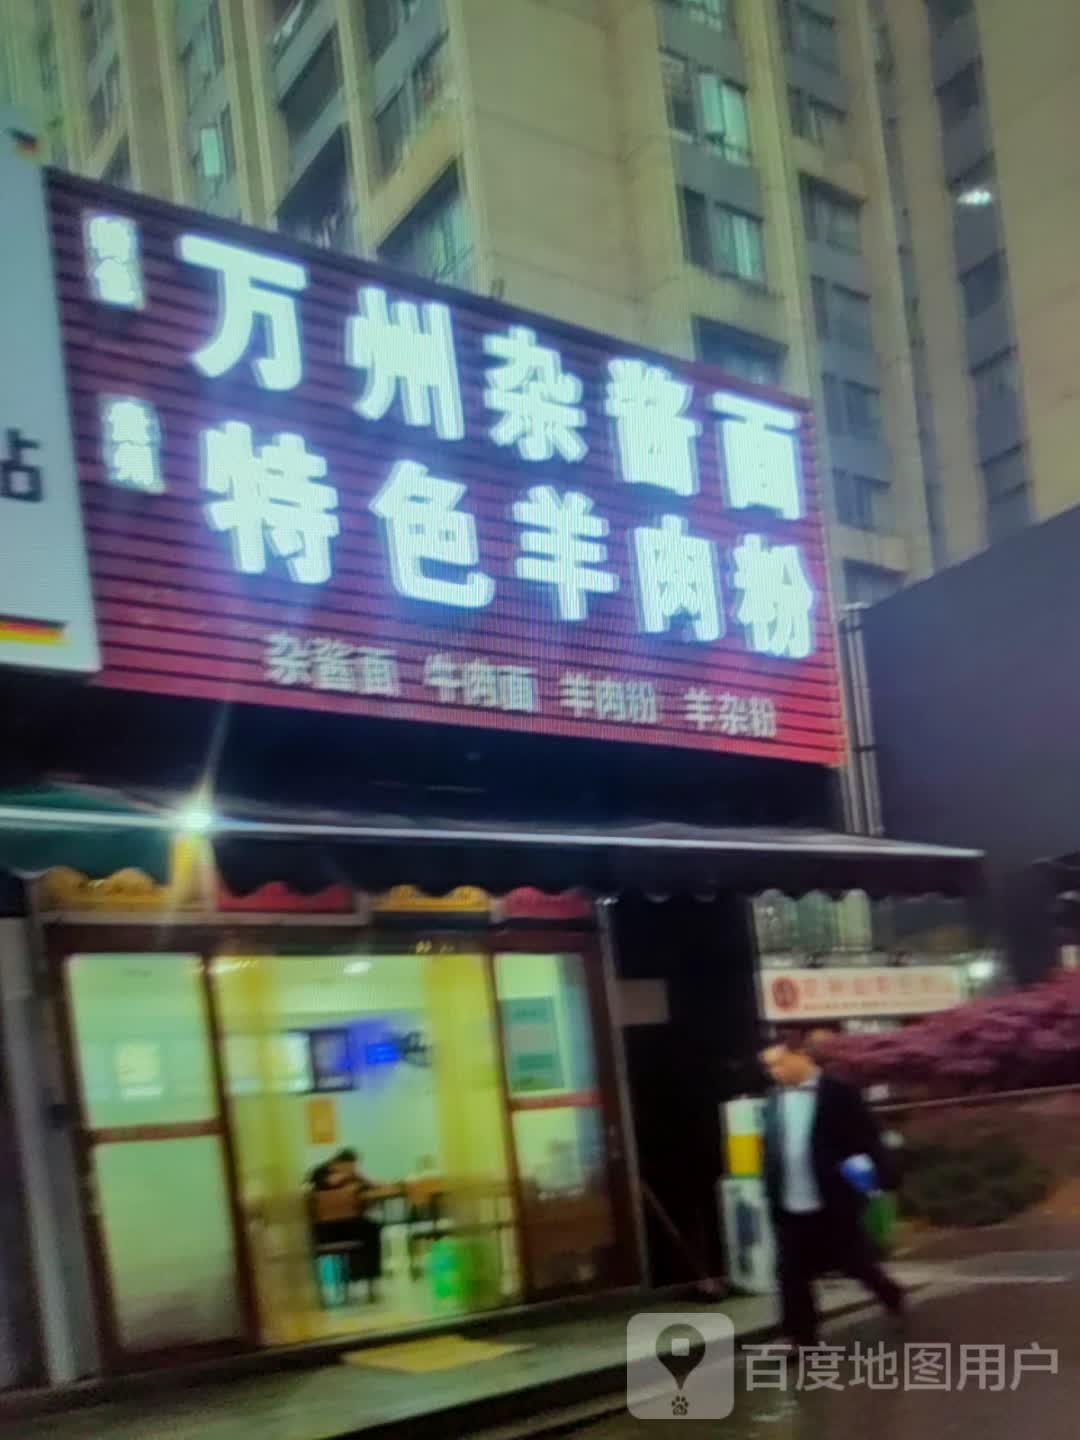 万州杂酱面
特色羊肉粉
杂酱面 牛肉面 羊肉粉 羊杂粉
占
百度地图用户